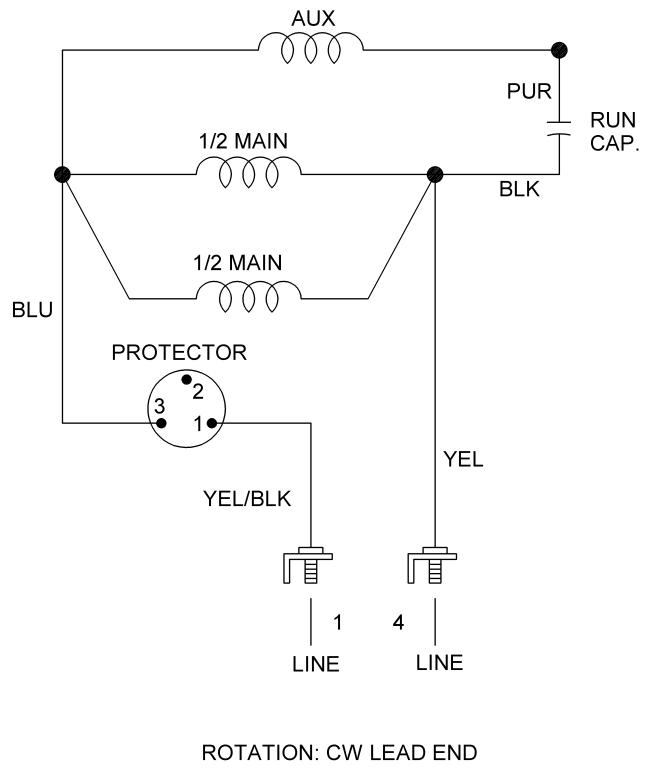 AUX
PUR
RUN
CAP.
1/2 MAIN
BLK
1/2 MAIN
BLU
PROTECTOR
2
3
1
YEL
YEL/BLK
1
4
LINE
LINE
ROTATION: CW LEAD END